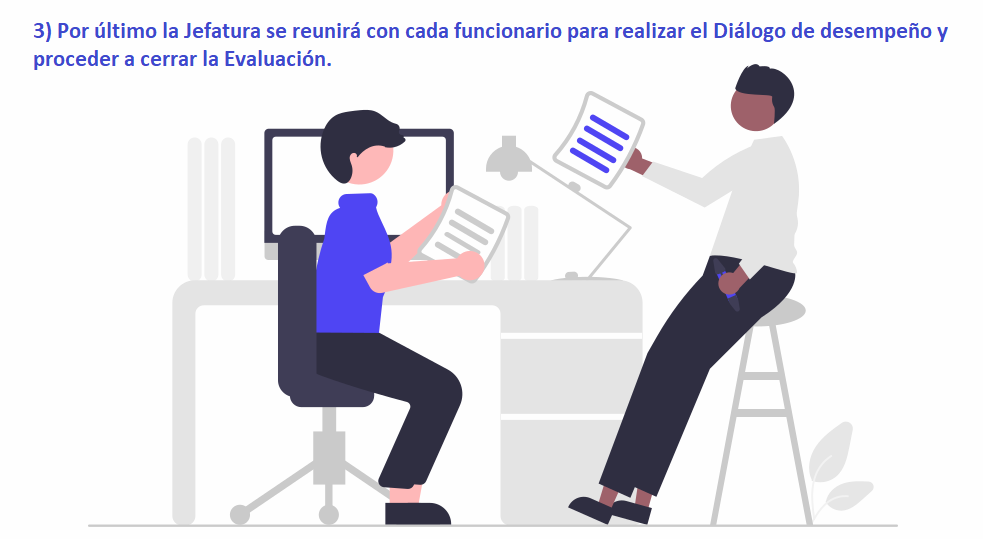 3) Por último la Jefatura se reunirá con cada funcionario para realizar el Diálogo de desempeño y
proceder a cerrar la Evaluación.